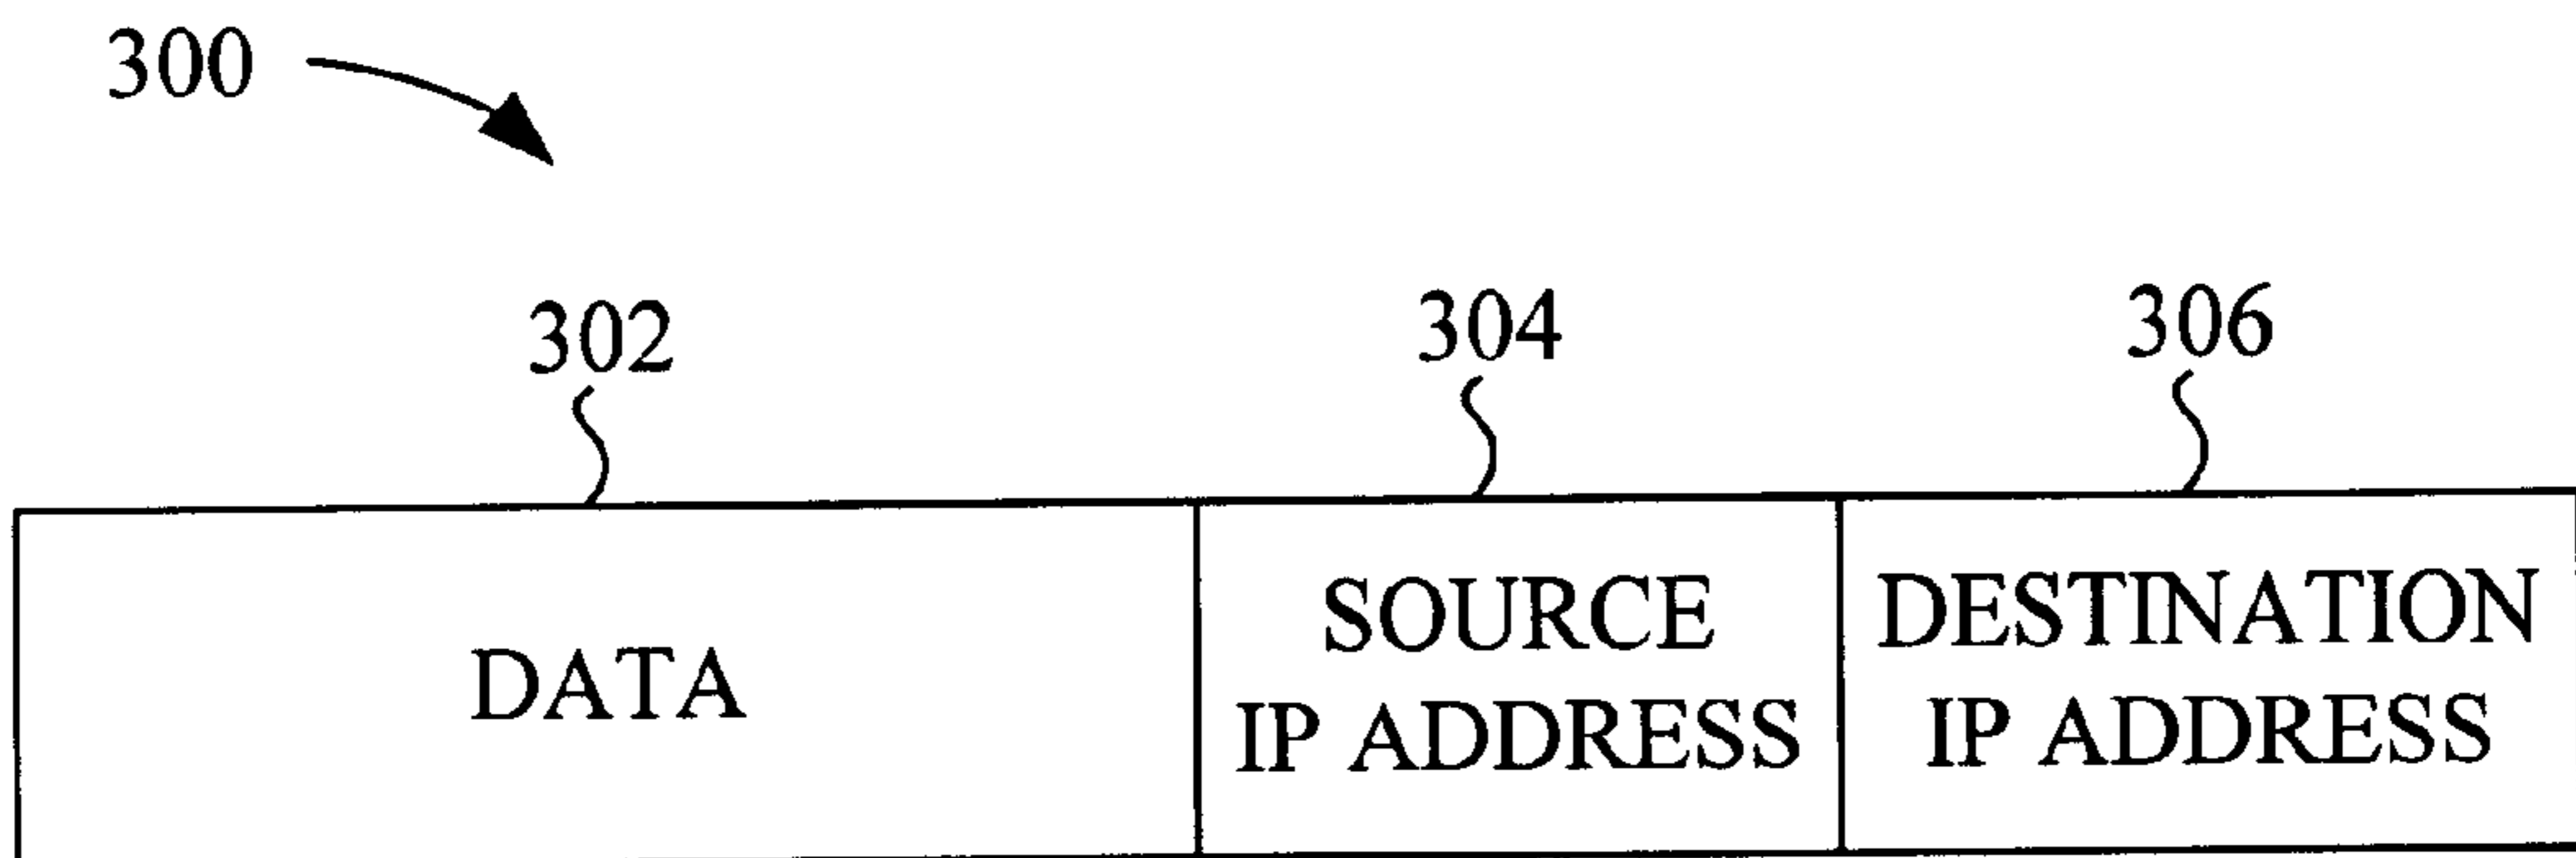 300
302
304
306
DATA
SOURCE
IP ADDRESS
DESTINATION
IP ADDRESS